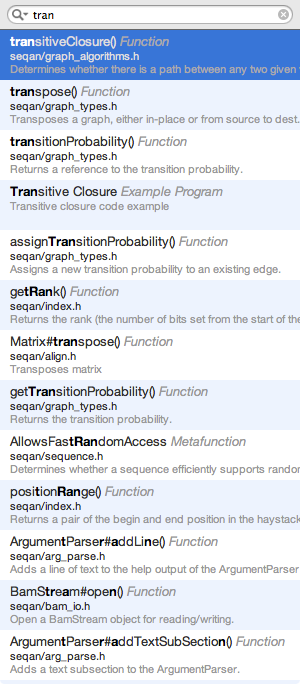 tran
transitiveClosure() Function
seqan/graph_algorithms.h
Determines whether there is a path between any two given
transpose() Function
seqan/graph_types.h
Transposes a graph, either in-place or from source to dest.
transitionProbability() Function
seqan/graph_types.h
Returns a reference to the transition probability.
Transitive Closure Example Program
Transitive closure code example
assignTransitionProbability() Function
seqan/graph_types.h
Assigns a new transition probability to an existing edge.
getRank() Function
seqan/index.h
Returns the rank (the number of bits set from the start of the
Matrix#transpose() Function
seqan/align.h
Transposes matrix
getTransitionProbability() Function
seqan/graph_types.h
Returns the transition probability.
AllowsFastRandomAccess Metafunction
seqan/sequence.h
Determines whether a sequence efficiently supports random
positionRange() Function
seqan/index.h
Returns a pair of the begin and end position in the haystack
ArgumentParser#addLine() Function
seqan/arg_parse.h
Adds a line of text to the help output of the ArgumentParser
BamStream#open() Function
seqan/bam_io.h
Open a BamStream object for reading/writing.
ArgumentParser#addTextSubSection() Function
seqan/arg_parse.h
Adds a text subsection to the ArgumentParser.